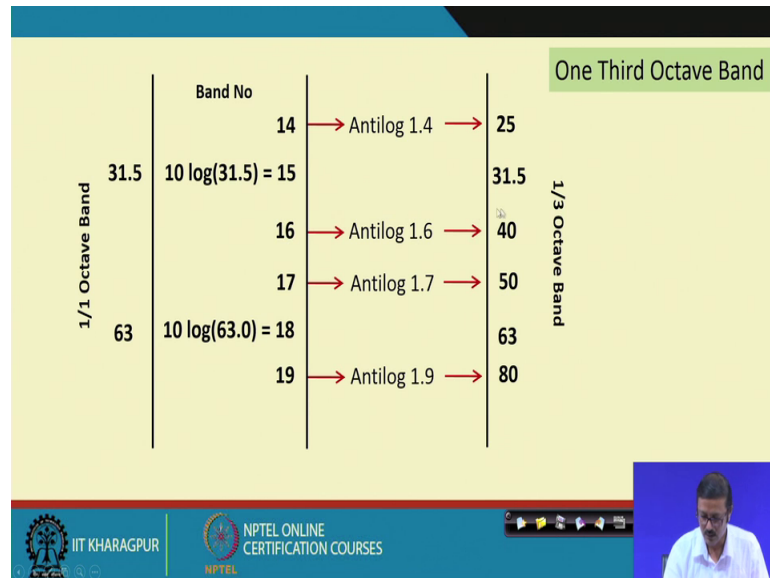 One Third Octave Band
Band No
14 Antilog 1.4 25
31.5 10 log(31.5) = 15 31.5
16 Antilog 1.6 40
17 Antilog 1.7 50
63 10 log(63.0) = 18 63
19 Antilog 1.9 80
1/1 Octave Band
1/3 Octave Band
IIT KHARAGPUR
NPTEL
NPTEL ONLINE
CERTIFICATION COURSES